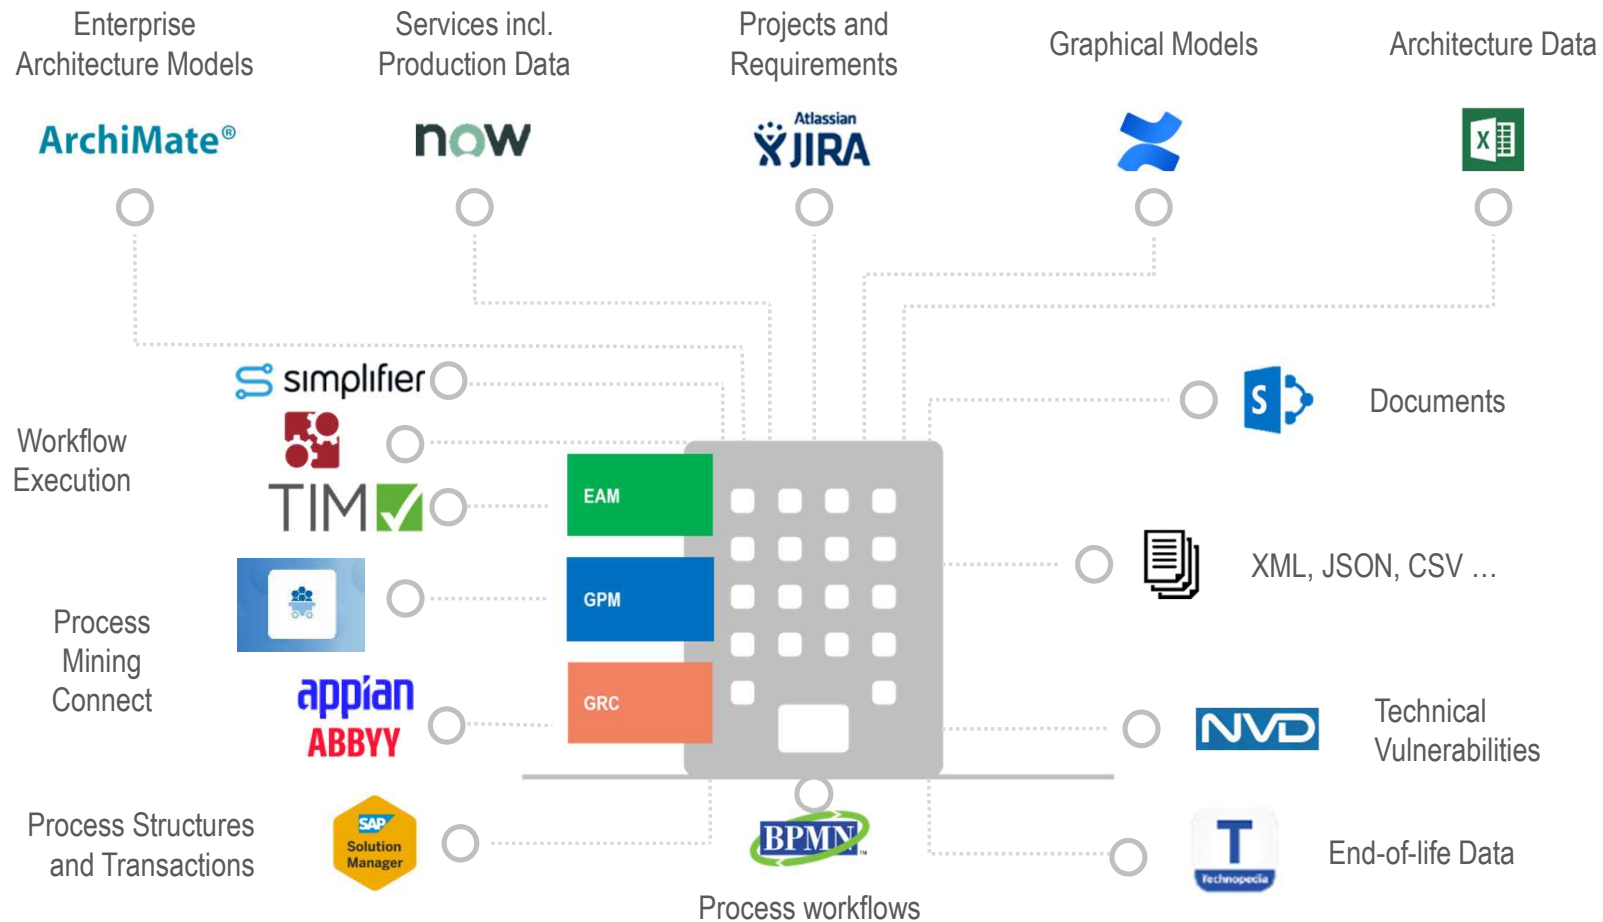 Enterprise
Architecture Models
Services incl.
Production Data
Projects and
Requirements
Graphical Models
Architecture Data
ArchiMate®
now
Atlassian
JIRA
X
simplifier
S
Documents
Workflow
Execution
TIM
EAM
XML, JSON, CSV …
GPM
Process
Mining
Connect
appian
ABBYY
GRC
NVD
Technical
Vulnerabilities
Process Structures
and Transactions
SAP
Solution
Manager
BPMN™
T
Technopedia
End-of-life Data
Process workflows